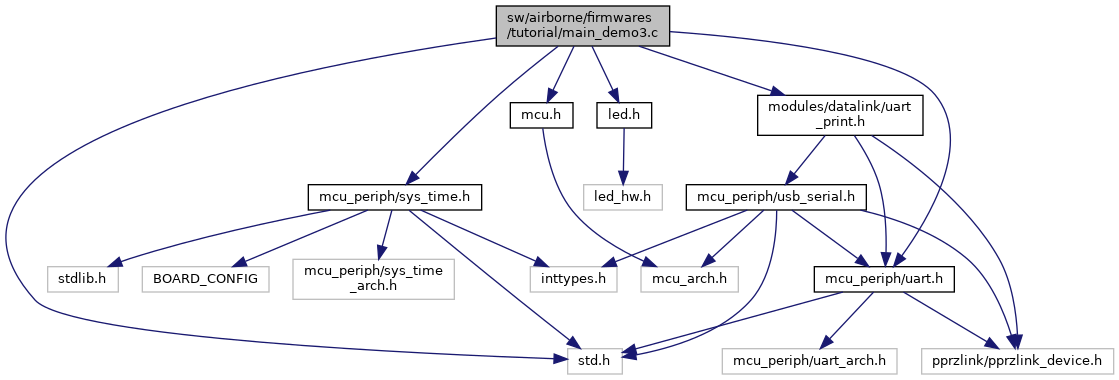 sw/airborne/firmwares
/tutorial/main_demo3.c
modules/datalink/uart
_print.h
mcu.h
led.h
mcu_periph/sys_time.h
led_hw.h
mcu_periph/usb_serial.h
stdlib.h
BOARD_CONFIG
mcu_periph/sys_time
_arch.h
inttypes.h
mcu_arch.h
mcu_periph/uart.h
std.h
mcu_periph/uart_arch.h
pprzlink/pprzlink_device.h